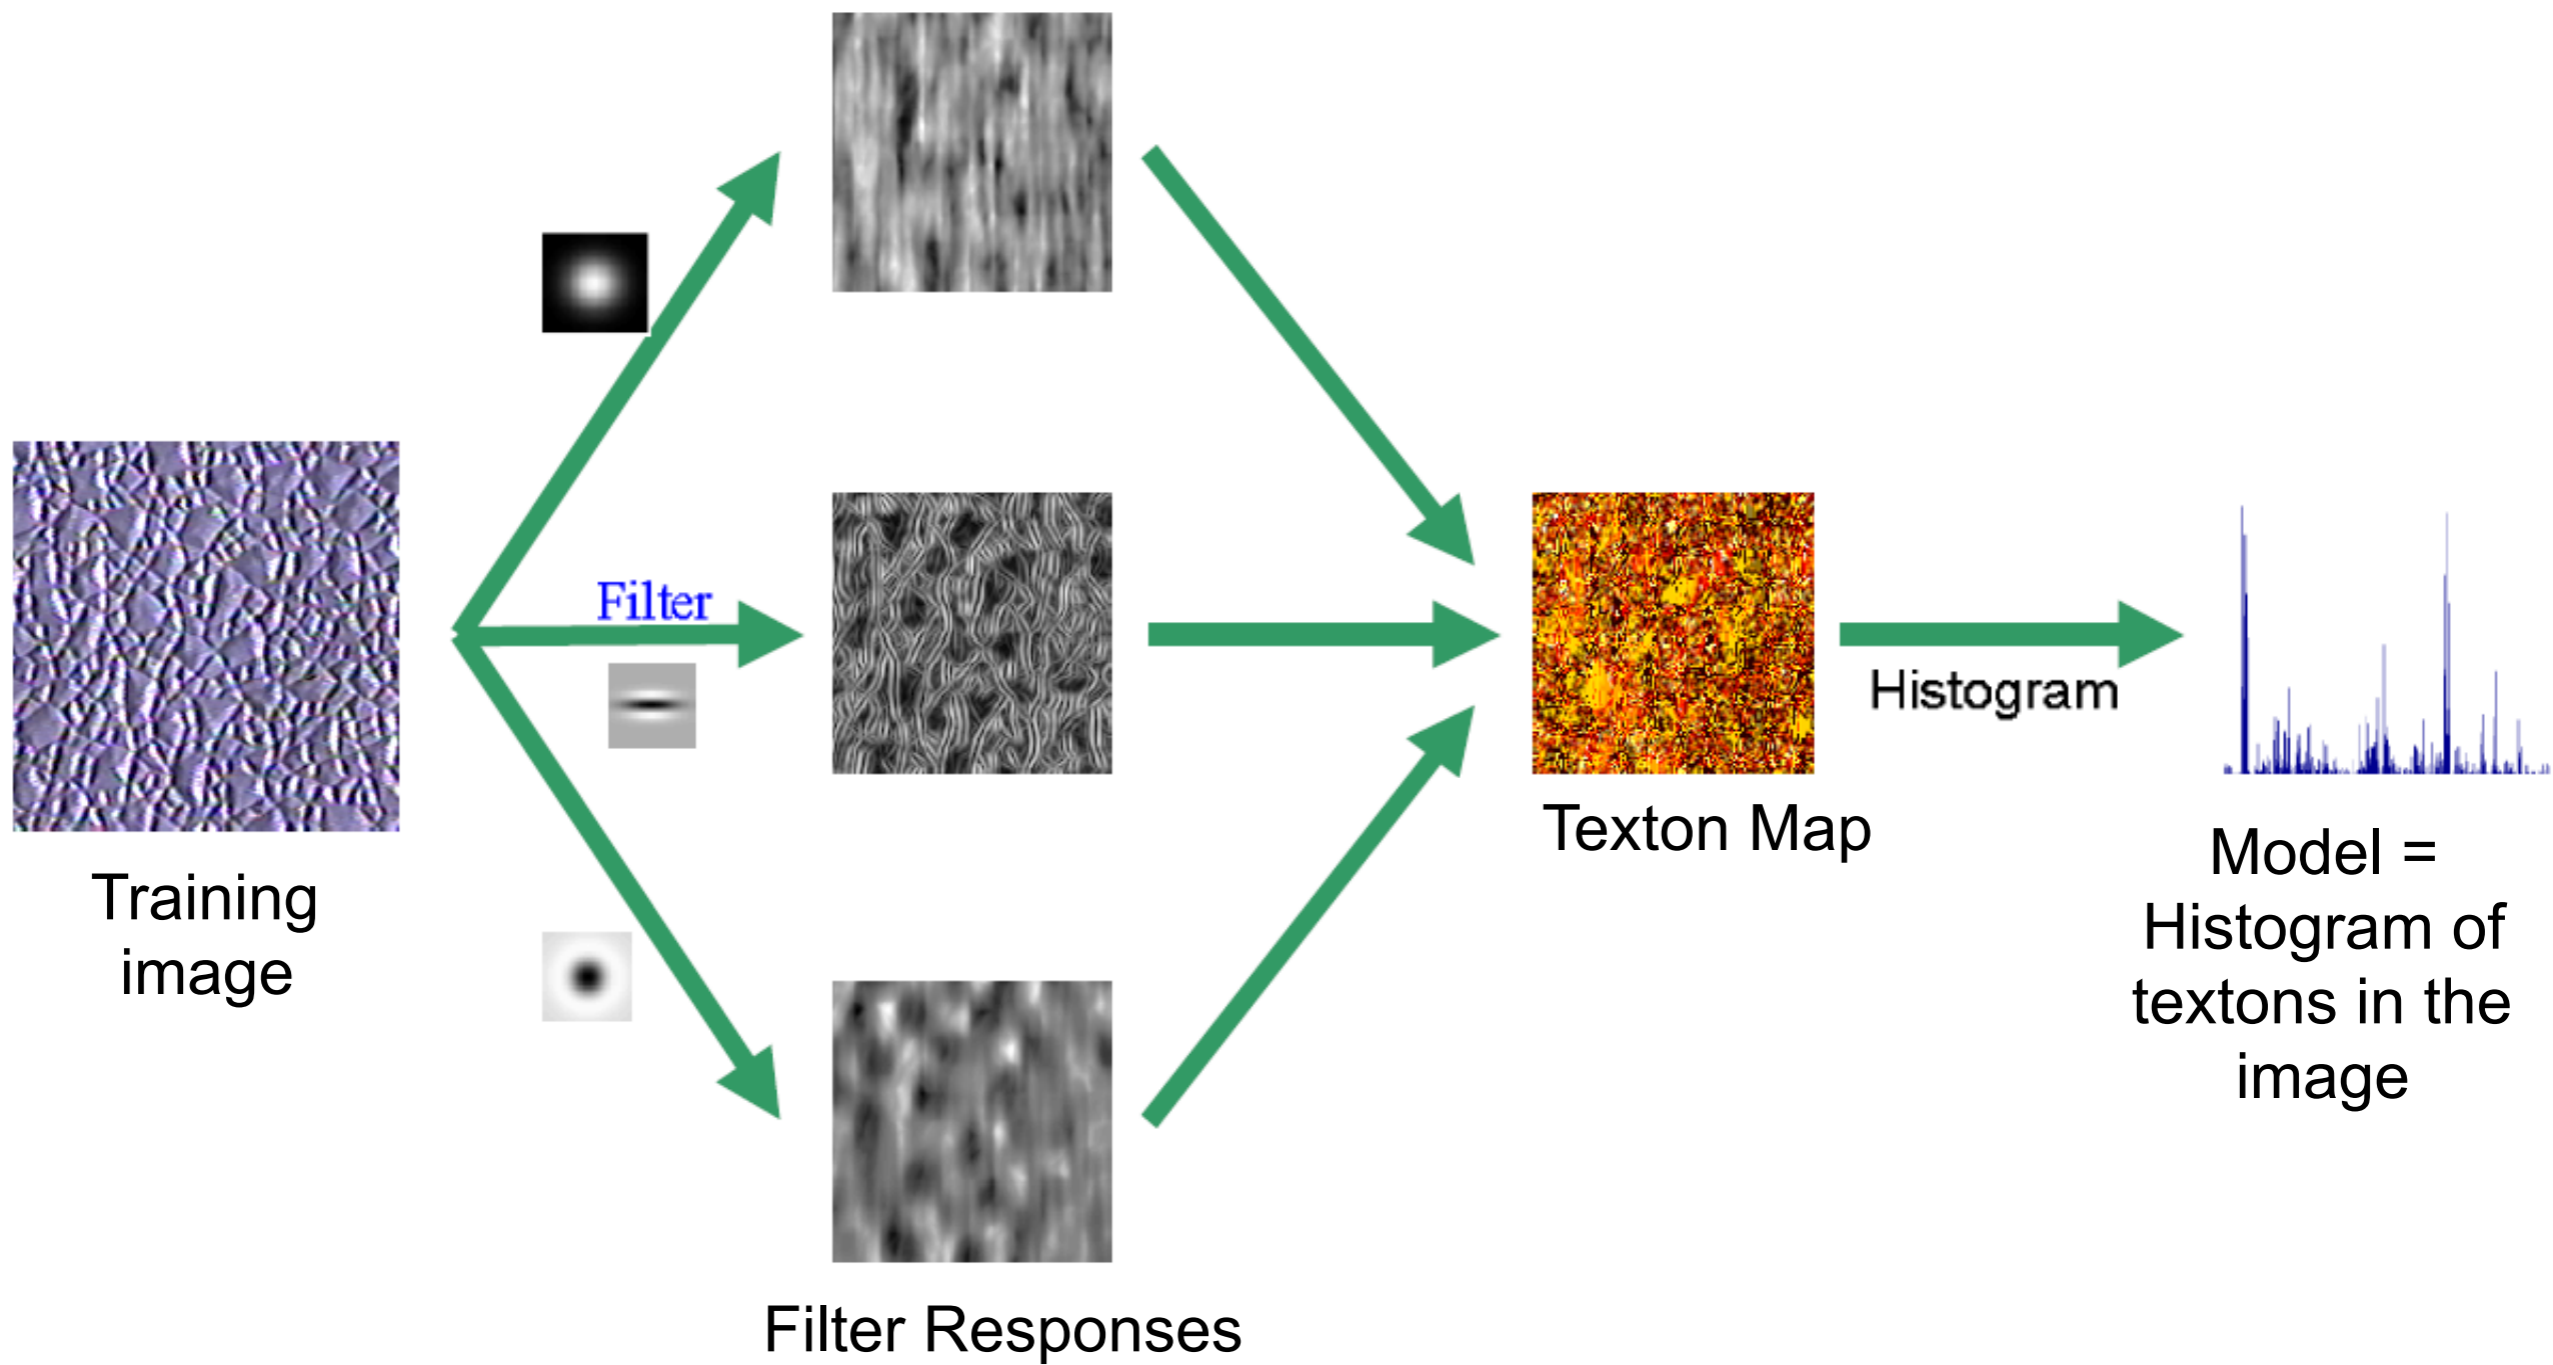 Filter
Training
image
Filter Responses
Texton Map
Histogram
Model =
Histogram of
textons in the
image